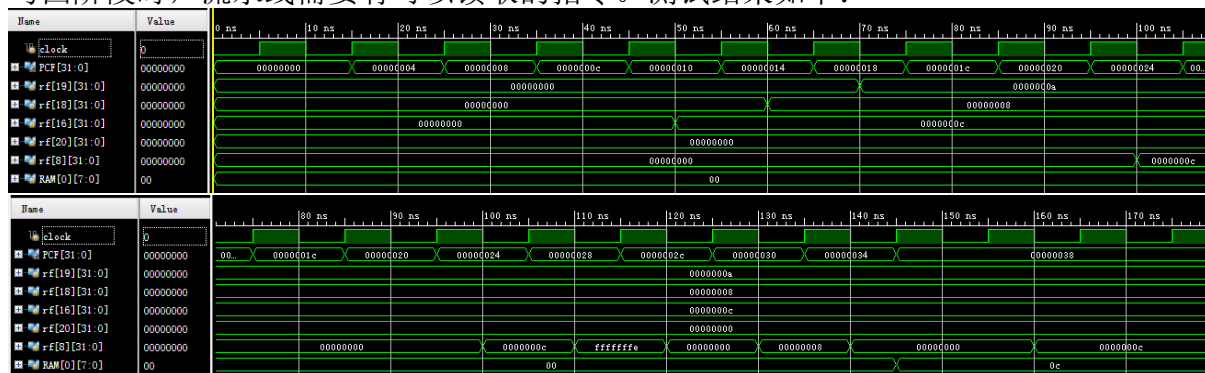 Name Value 0 ns 10 ns 20 ns 30 ns 40 ns 50 ns 60 ns 70 ns 80 ns 90 ns 100 ns
clock 0
PCF[31:0] 00000000 00000000 00000004 00000008 0000000c 00000010 00000014 00000018 0000001c 00000020 00000024 00..
rf[19][31:0] 00000000 00000000 0000000a
rf[18][31:0] 00000000 00000000 00000008
rf[16][31:0] 00000000 00000000 0000000c
rf[20][31:0] 00000000 00000000
rf[8][31:0] 00000000 00000000 0000000c
RAM[0][7:0] 00 00
Name Value 80 ns 90 ns 100 ns 110 ns 120 ns 130 ns 140 ns 150 ns 160 ns 170 ns
clock 0
PCF[31:0] 00000000 00.. 0000001c 00000020 00000024 00000028 0000002c 00000030 00000034 00000038
rf[19][31:0] 00000000 0000000a
rf[18][31:0] 00000000 00000008
rf[16][31:0] 00000000 0000000c
rf[20][31:0] 00000000 00000000
rf[8][31:0] 00000000 00000000 0000000c fffffffe 00000000 00000008 00000000 0000000c
RAM[0][7:0] 00 00 0c